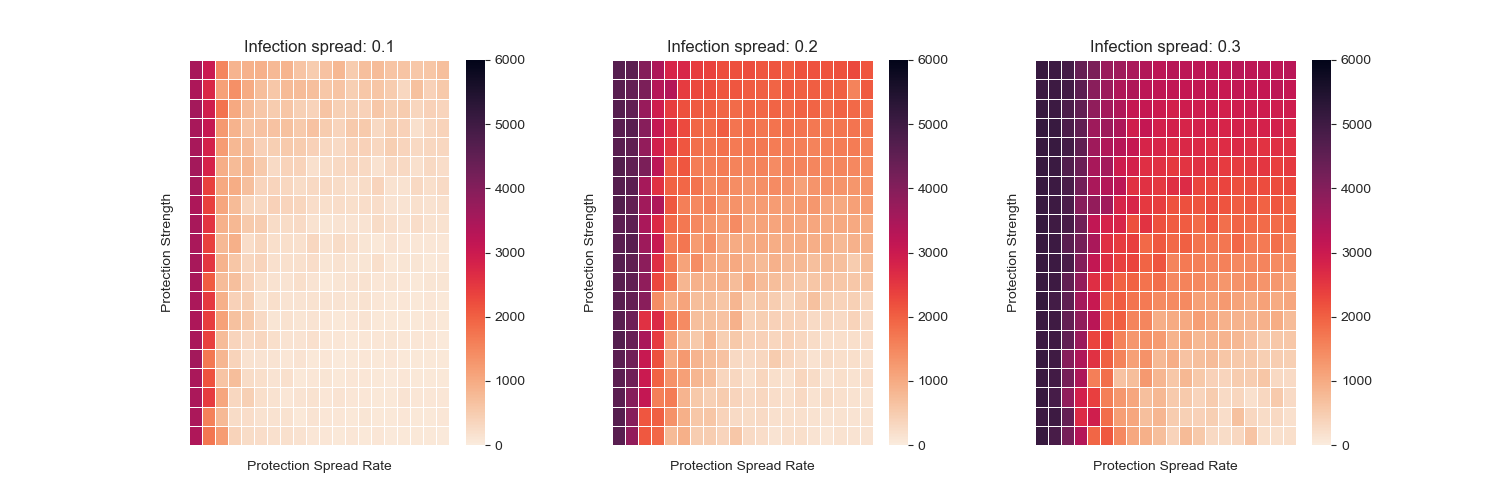 Infection spread: 0.1
Protection Strength
Protection Spread Rate
6000
5000
4000
3000
2000
1000
0
Infection spread: 0.2
Protection Strength
Protection Spread Rate
6000
5000
4000
3000
2000
1000
0
Infection spread: 0.3
Protection Strength
Protection Spread Rate
6000
5000
4000
3000
2000
1000
0